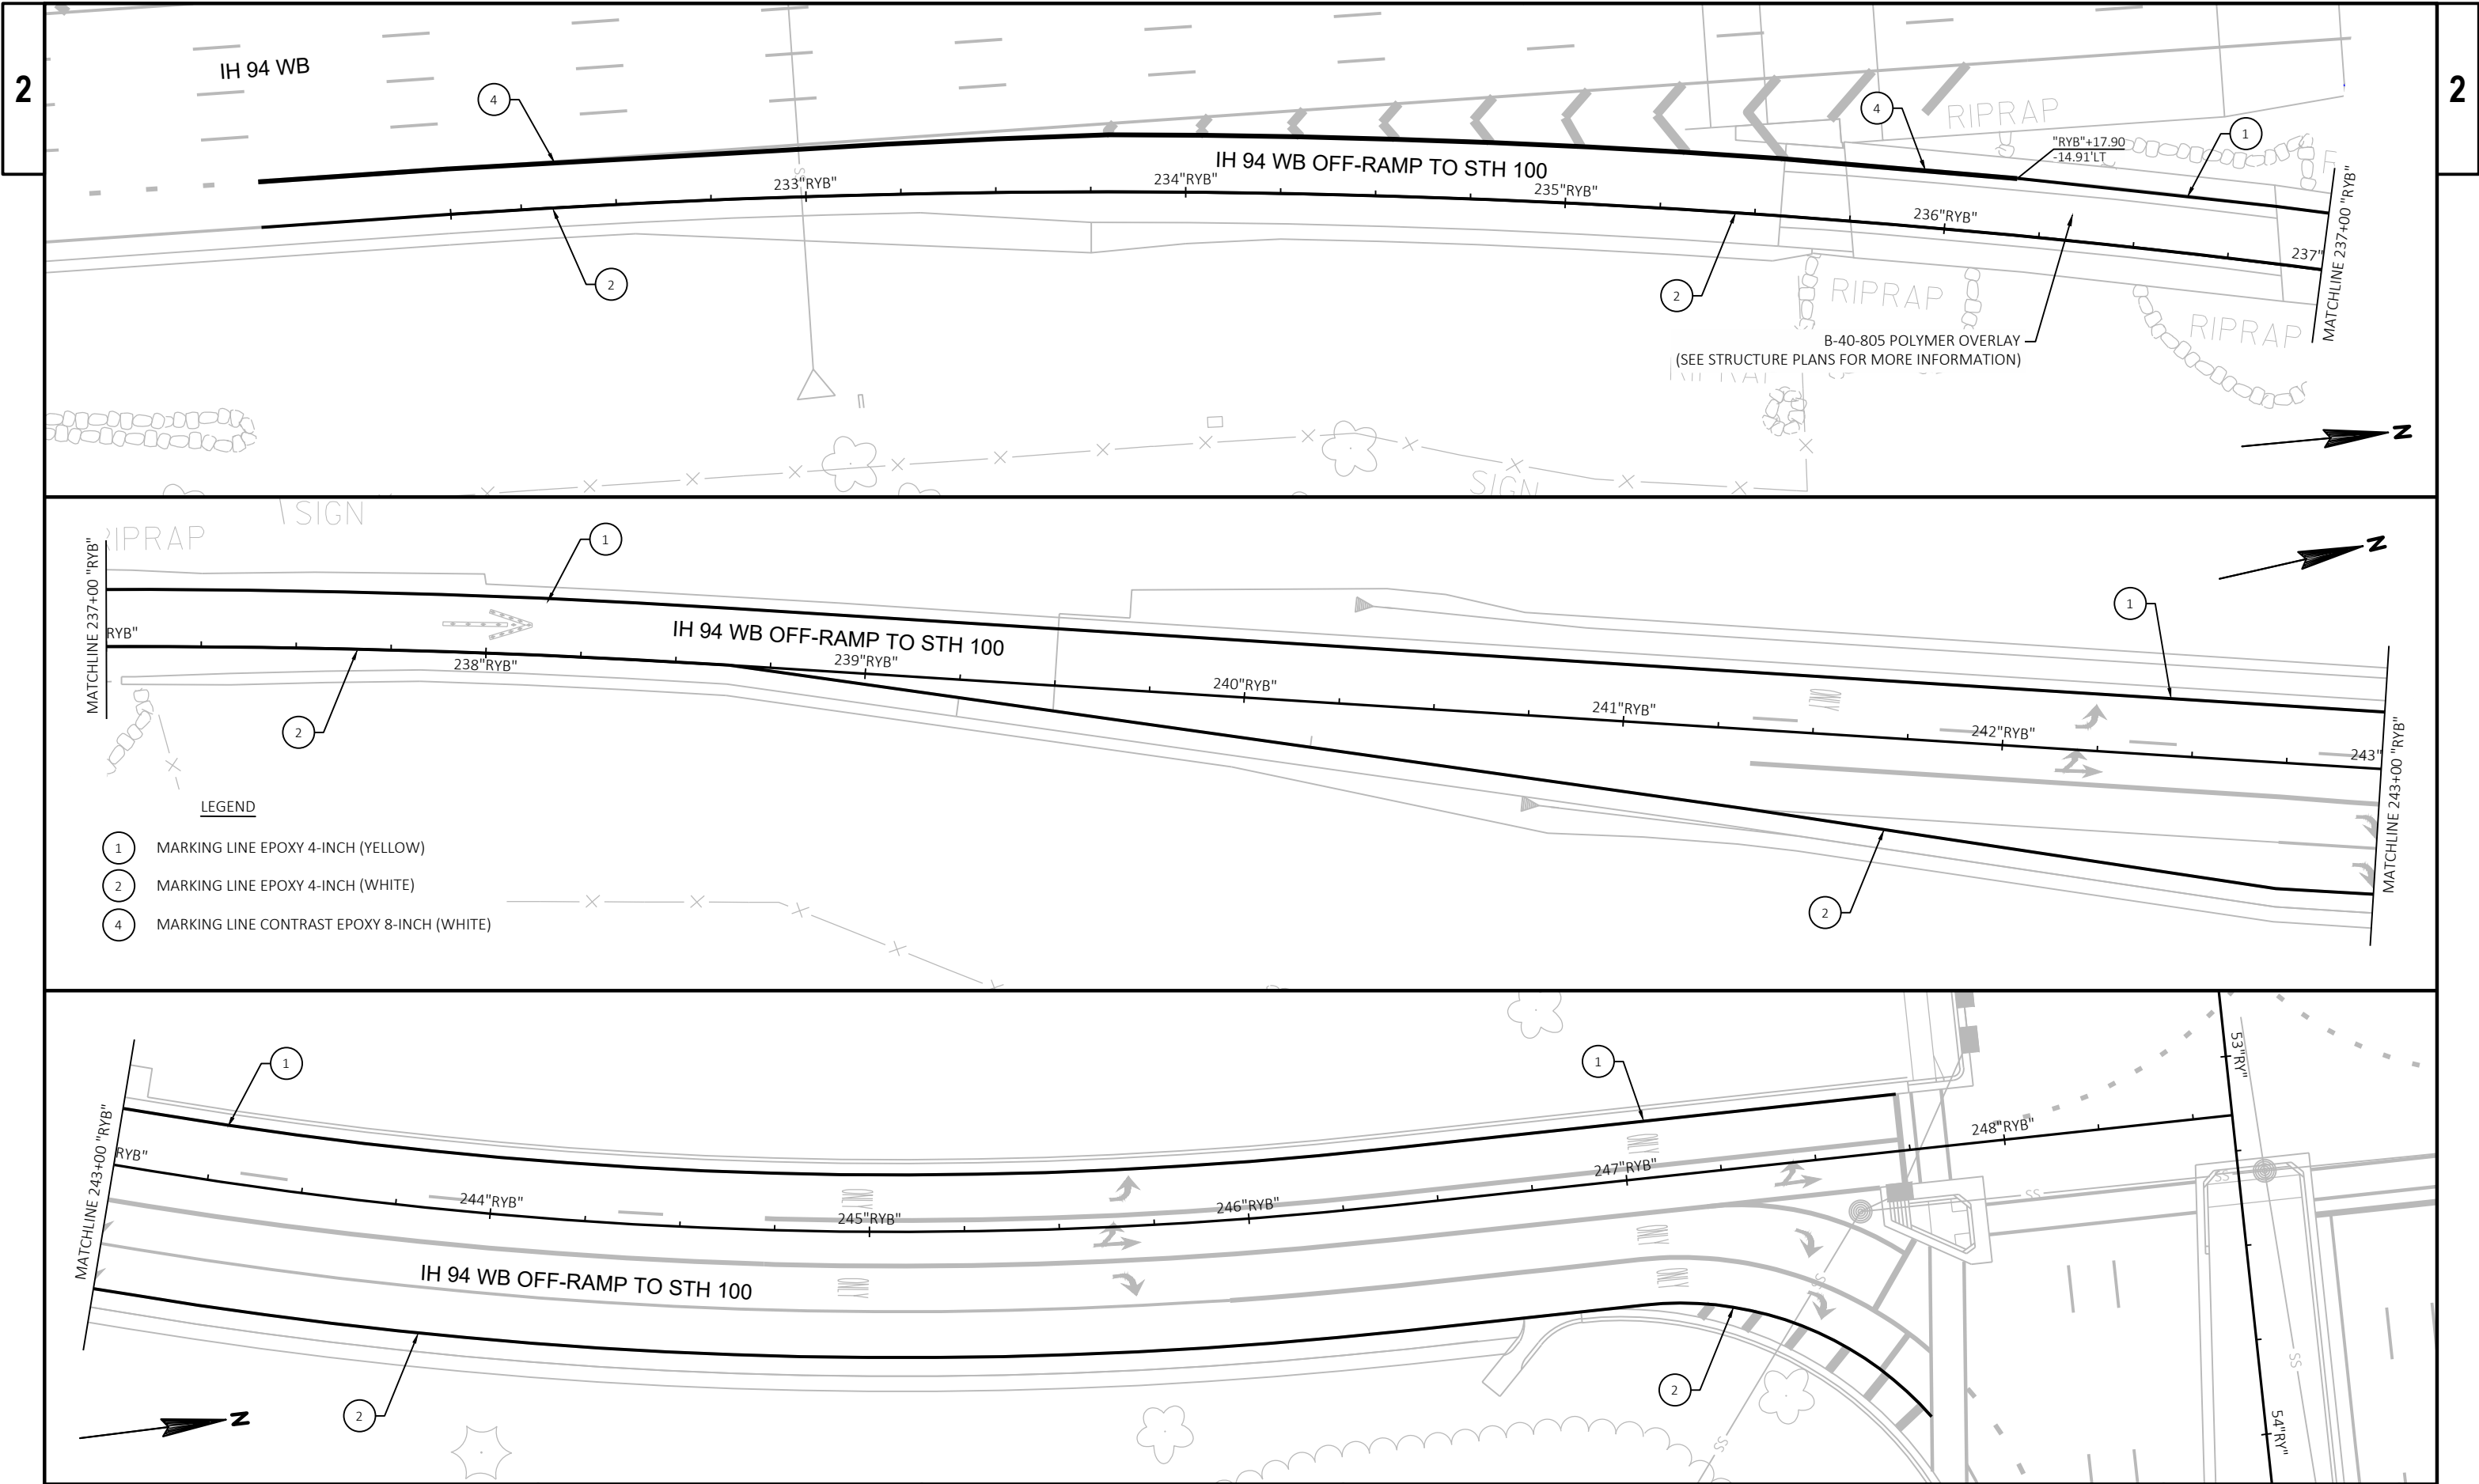 2
2
IH 94 WB
4
4
1
RIPRAP
"RYB"+17.90
-14.91'LT
IH 94 WB OFF-RAMP TO STH 100
233"RYB"
234"RYB"
235"RYB"
236"RYB"
237"
MATCHLINE 237+00 "RYB"
2
2
RIPRAP
RIPRAP
B-40-805 POLYMER OVERLAY
(SEE STRUCTURE PLANS FOR MORE INFORMATION)
RIPRAP
SIGN
N
SIGN
RIPRAP
MATCHLINE 237+00 "RYB"
1
1
N
RYB"
IH 94 WB OFF-RAMP TO STH 100
238"RYB"
239"RYB"
240"RYB"
241"RYB"
242"RYB"
243"
MATCHLINE 243+00 "RYB"
2
2
LEGEND
1 MARKING LINE EPOXY 4-INCH (YELLOW)
2 MARKING LINE EPOXY 4-INCH (WHITE)
4 MARKING LINE CONTRAST EPOXY 8-INCH (WHITE)
1
1
MATCHLINE 243+00 "RYB"
RYB"
244"RYB"
245"RYB"
246"RYB"
247"RYB"
248"RYB"
53"RY"
54"RY"
IH 94 WB OFF-RAMP TO STH 100
SS
SS
SS
SS
SS
2
2
N